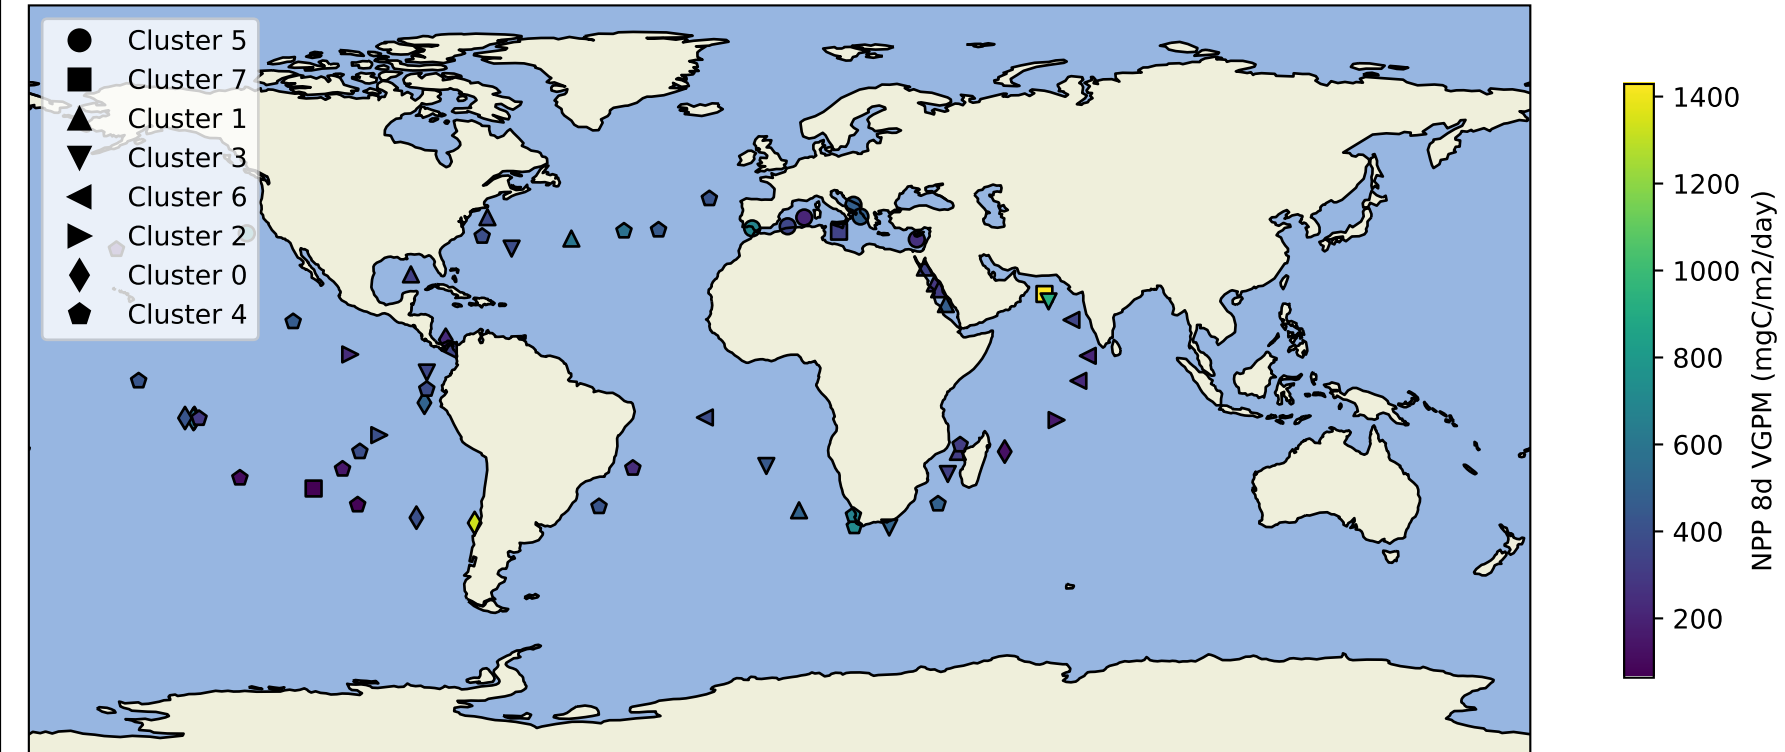 Cluster 5
Cluster 7
Cluster 1
Cluster 3
Cluster 6
Cluster 2
Cluster 0
Cluster 4
1400
1200
1000
800
600
400
200
NPP 8d VGPM (mgC/m2/day)